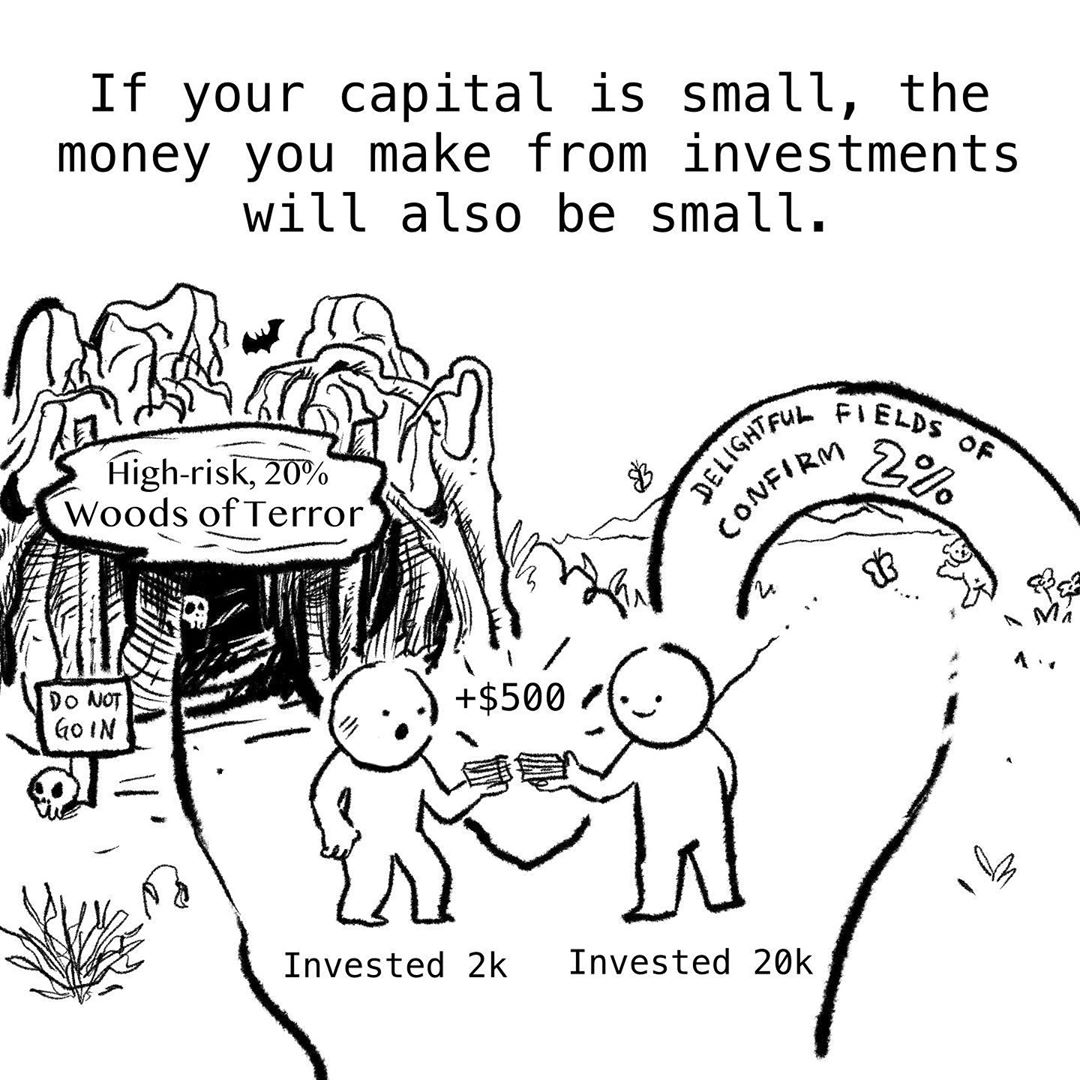 If your capital is small, the
money you make from investments
will also be small.
High-risk, 20%
Woods of Terror
DELIGHTFUL FIELDS OF
CONFIRM 2%
DO NOT
GO IN
+$500
Invested 2k
Invested 20k